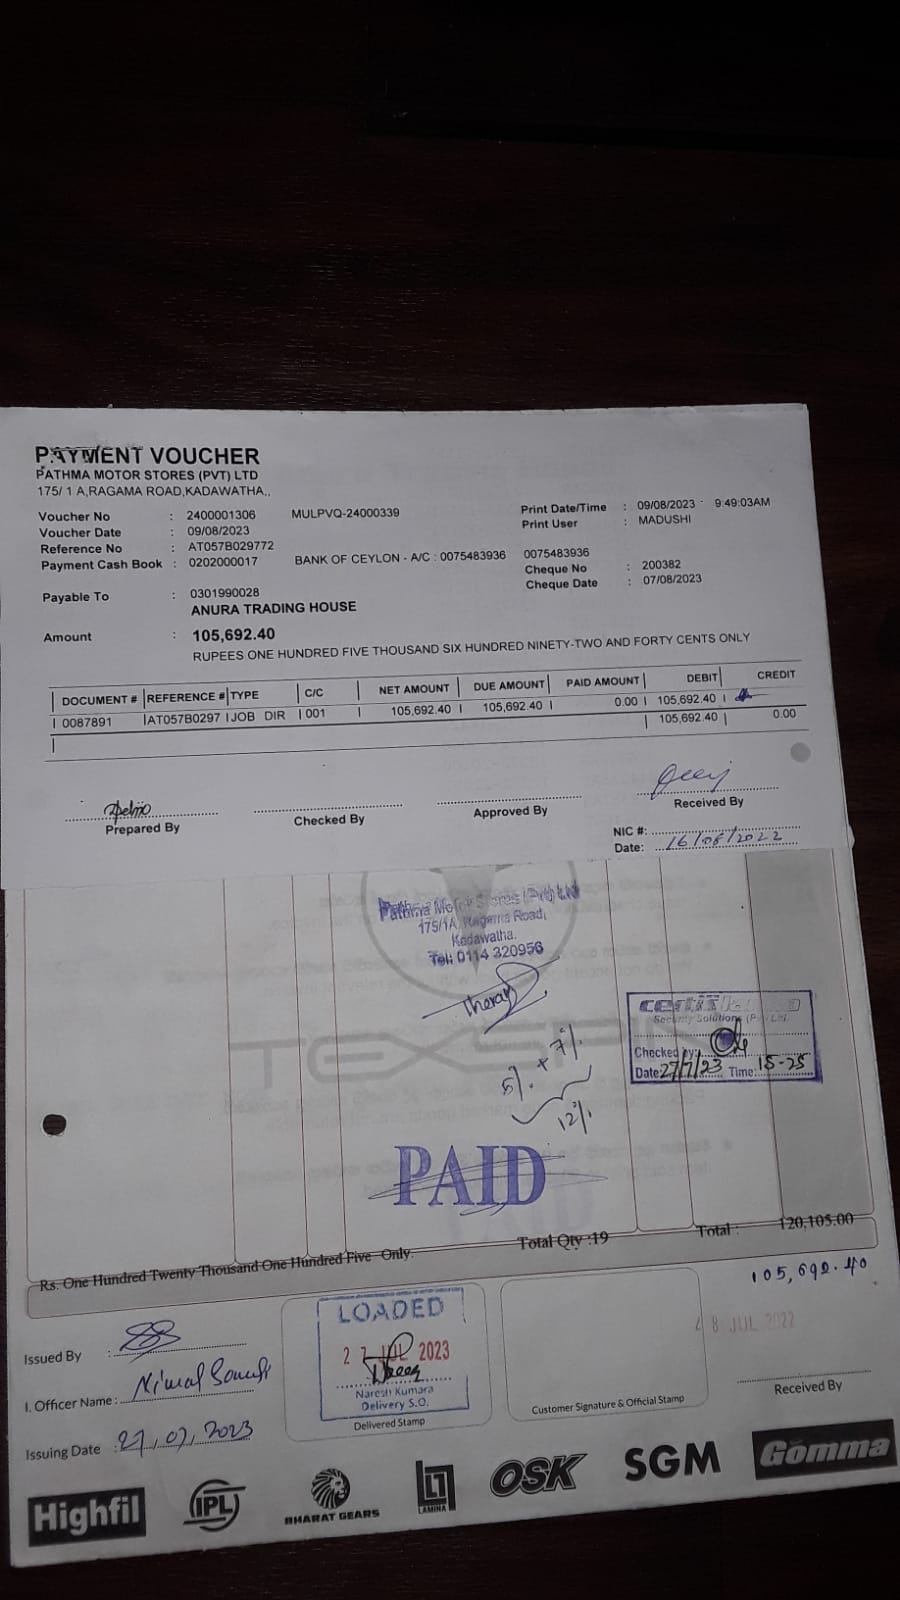 PAYMENT VOUCHER
PATHMA MOTOR STORES (PVT) LTD
175/ 1 A,RAGAMA ROAD,KADAWATHA,,
Voucher No : 2400001306 MULPVQ-24000339 Print Date/Time : 09/08/2023 - 9:49:03AM
Voucher Date : 09/08/2023 Print User : MADUSHI
Reference No : AT057B029772
Payment Cash Book : 0202000017 BANK OF CEYLON - A/C : 0075483936 0075483936
Cheque No : 200382
Cheque Date : 07/08/2023
Payable To : 0301990028
ANURA TRADING HOUSE
Amount : 105,692.40
RUPEES ONE HUNDRED FIVE THOUSAND SIX HUNDRED NINETY-TWO AND FORTY CENTS ONLY
DOCUMENT # REFERENCE # TYPE C/C NET AMOUNT DUE AMOUNT PAID AMOUNT DEBIT CREDIT
0087891 AT057B0297 JOB DIR 001 105,692.40 105,692.40 0.00 105,692.40
105,692.40 0.00
Prepared By Checked By Approved By Received By
NIC #:
Date: 16/08/2022
Pathma Motor Stores (Pvt) Ltd
175/1A, Ragama Road,
Kadawatha.
Tel: 0114 320956
Security Solutions (Pvt) Ltd.
Checked by:
Date: 27/7/23 Time: 15-25
5% + 7%
12%
TEXSPIN
PAID
Rs. One Hundred Twenty Thousand One Hundred Five Only. Total Qty :19 Total : 120,105.00
105,692.40
LOADED
27 JUL 2023
Naresh Kumara
Delivery S.O.
Delivered Stamp
8 JUL 2022
Issued By :
I. Officer Name : Nimal
Issuing Date : 27,07,2023
Customer Signature & Official Stamp
Received By
Highfil IPL BHARAT GEARS LAMINA OSK SGM Gomma